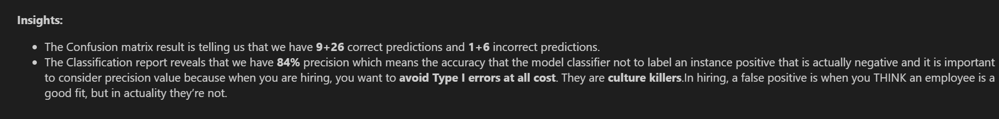 Insights:
• The Confusion matrix result is telling us that we have 9+26 correct predictions and 1+6 incorrect predictions.
• The Classification report reveals that we have 84% precision which means the accuracy that the model classifier not to label an instance positive that is actually negative and it is important
to consider precision value because when you are hiring, you want to avoid Type I errors at all cost. They are culture killers.In hiring, a false positive is when you THINK an employee is a
good fit, but in actuality they’re not.